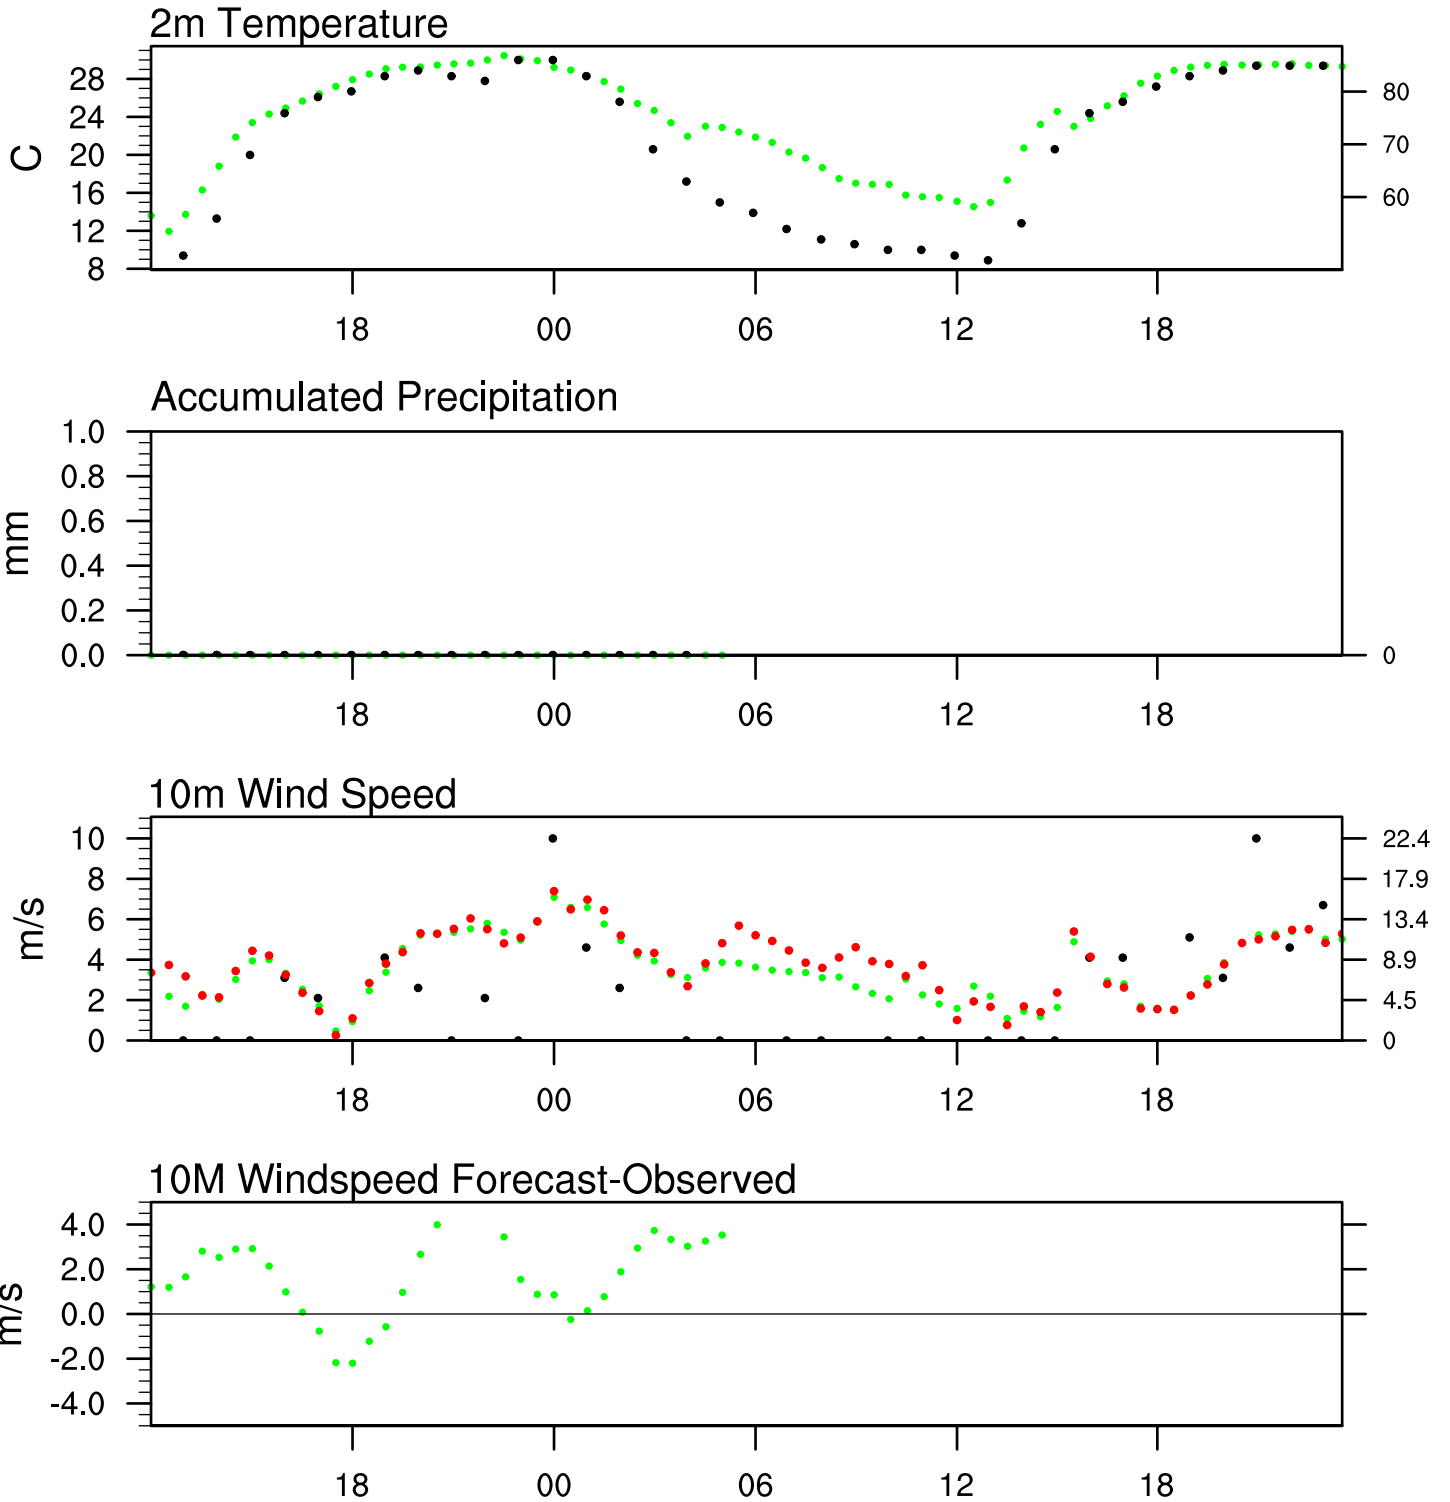 2m Temperature
28
24
20
16
12
8
C
80
70
60
18 00 06 12 18
Accumulated Precipitation
1.0
0.8
0.6
0.4
0.2
0.0
mm
0
18 00 06 12 18
10m Wind Speed
10
8
6
4
2
0
m/s
22.4
17.9
13.4
8.9
4.5
0
18 00 06 12 18
10M Windspeed Forecast-Observed
4.0
2.0
0.0
-2.0
-4.0
m/s
18 00 06 12 18